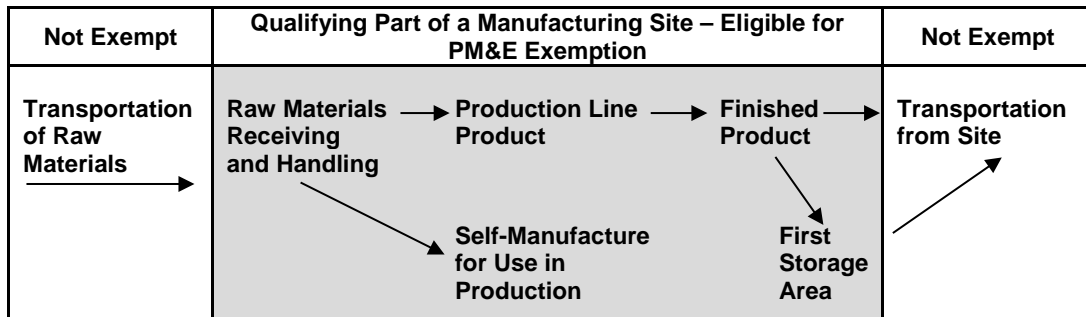 Not Exempt
Qualifying Part of a Manufacturing Site – Eligible for
PM&E Exemption
Not Exempt
Transportation
of Raw
Materials
Raw Materials
Receiving
and Handling
Production Line
Product
Finished
Product
Transportation
from Site
Self-Manufacture
for Use in
Production
First
Storage
Area